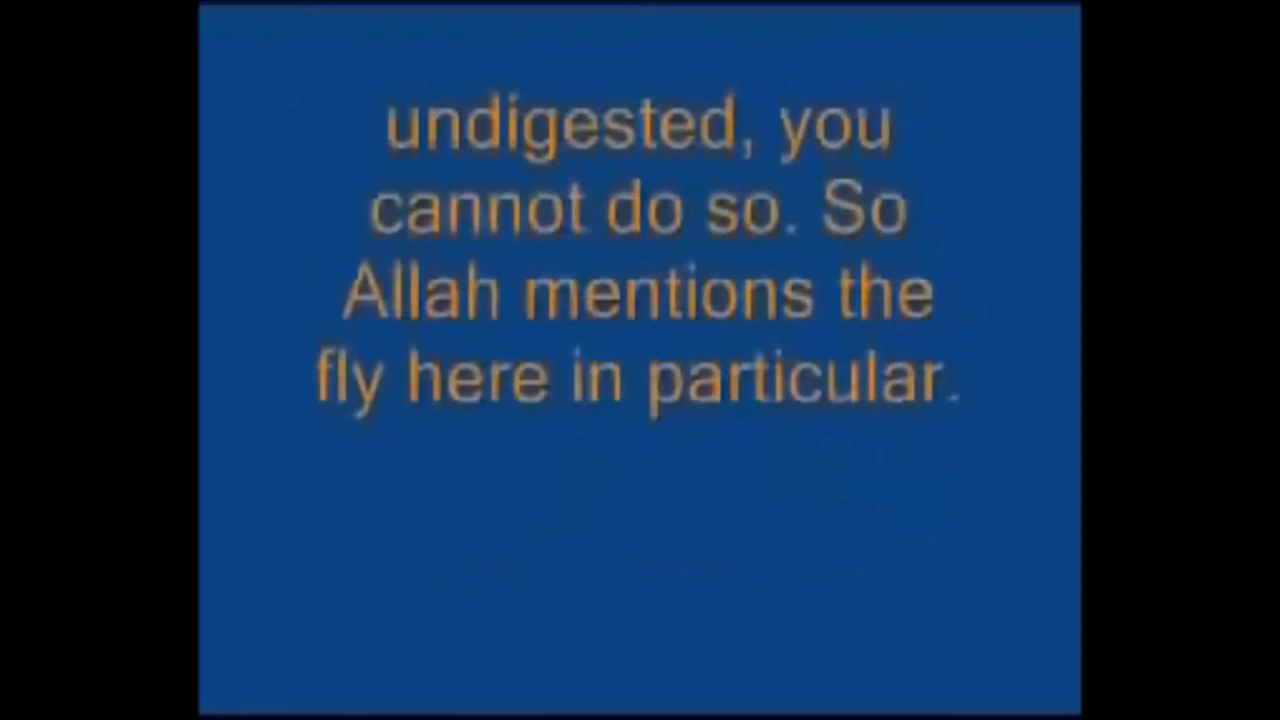 undigested, you
cannot do so. So
Allah mentions the
fly here in particular.